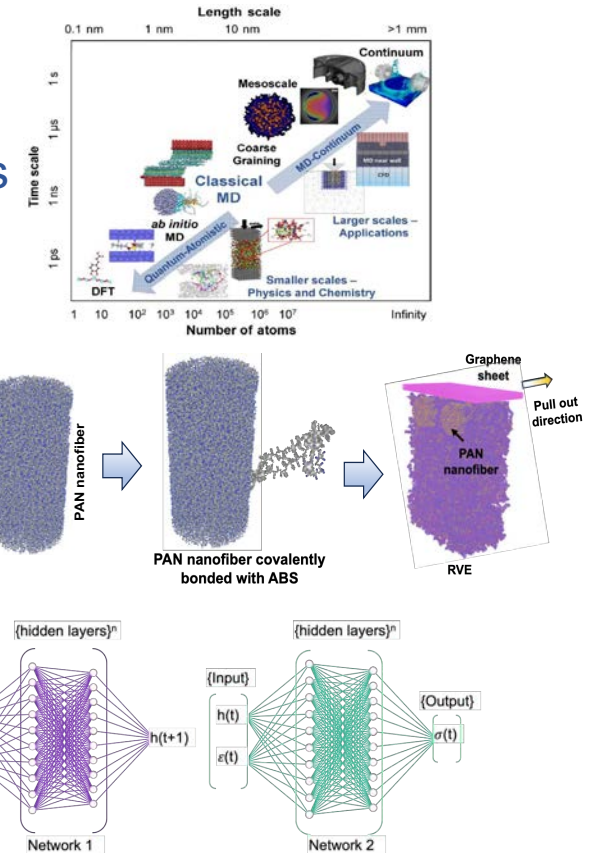 Length scale
0.1 nm 1 nm 10 nm >1 mm
Continuum
Mesoscale
Coarse
Graining
MD-Continuum
MD near wall
CFD
S
Time scale
1 s
1 μs
1 ns
1 ps
Classical
MD
ab initio
MD
Quantum-Atomistic
Larger scales –
Applications
DFT
Smaller scales –
Physics and Chemistry
1 10 10² 10³ 10⁴ 10⁵ 10⁶ 10⁷ Infinity
Number of atoms
PAN nanofiber
PAN nanofiber covalently
bonded with ABS
Graphene
sheet
Pull out
direction
PAN
nanofiber
RVE
{hidden layers}ⁿ
h(t+1)
Network 1
{hidden layers}ⁿ
{Input}
h(t)
ε(t)
{Output}
σ(t)
Network 2